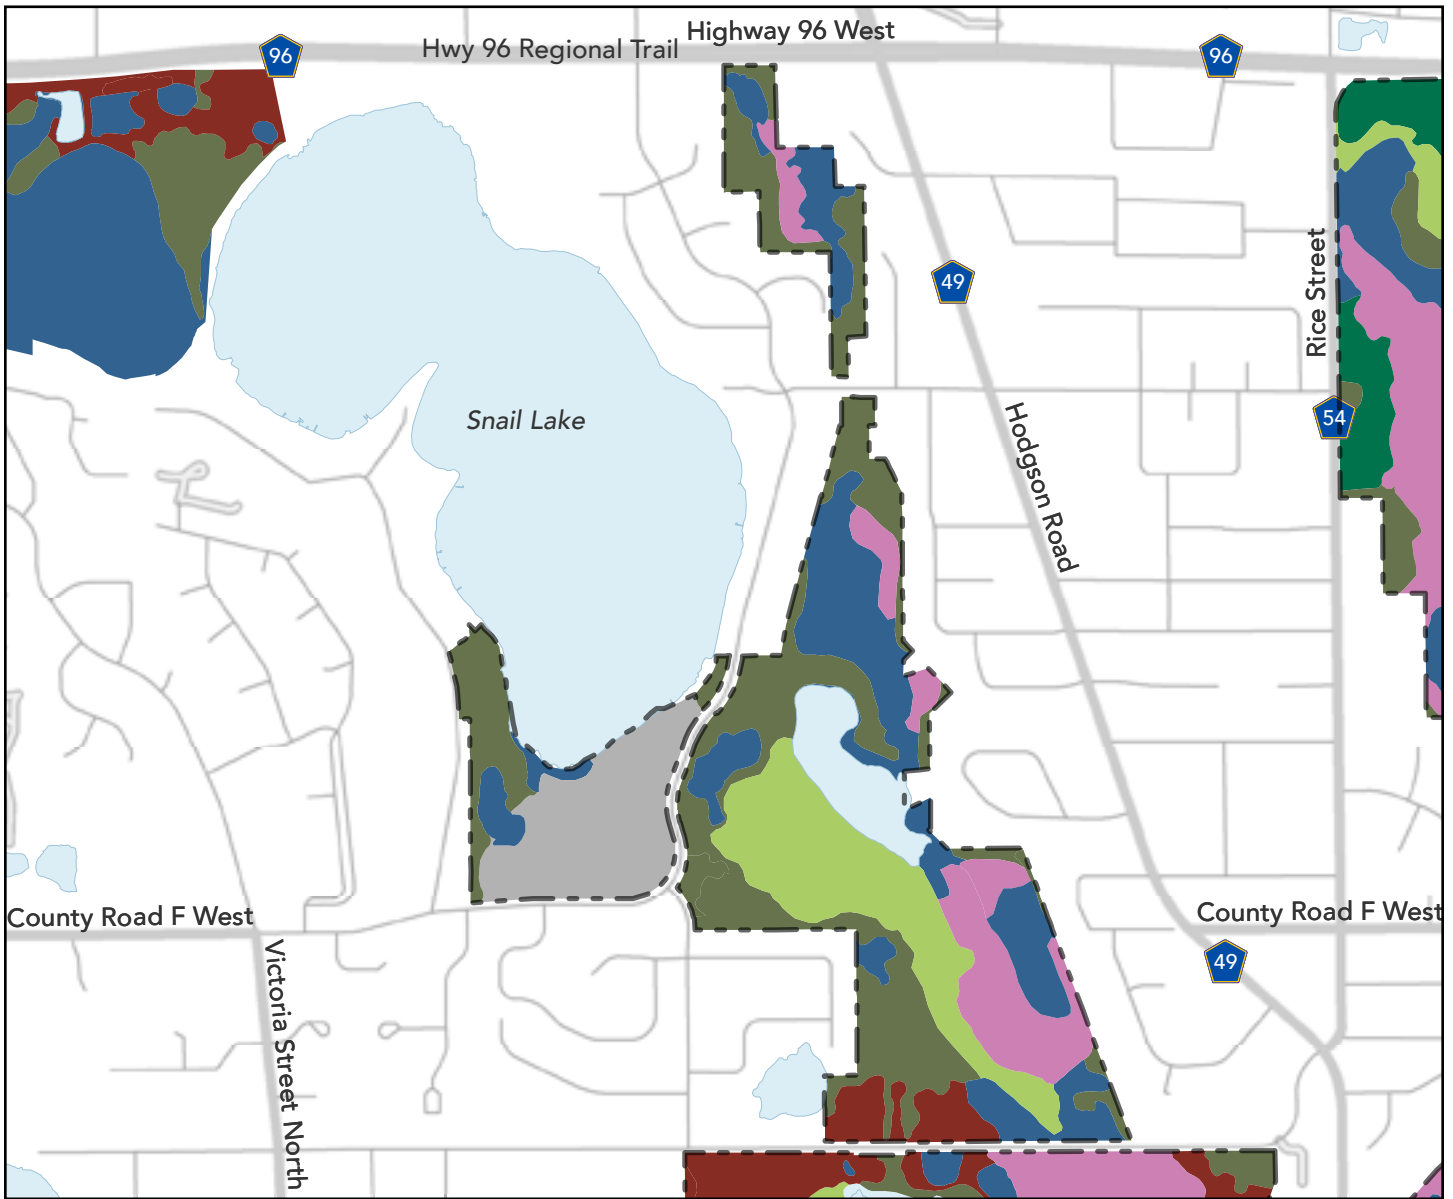 Highway 96 West
Hwy 96 Regional Trail
96
96
49
Rice Street
54
Snail Lake
Hodgson Road
County Road F West
County Road F West
49
Victoria Street North